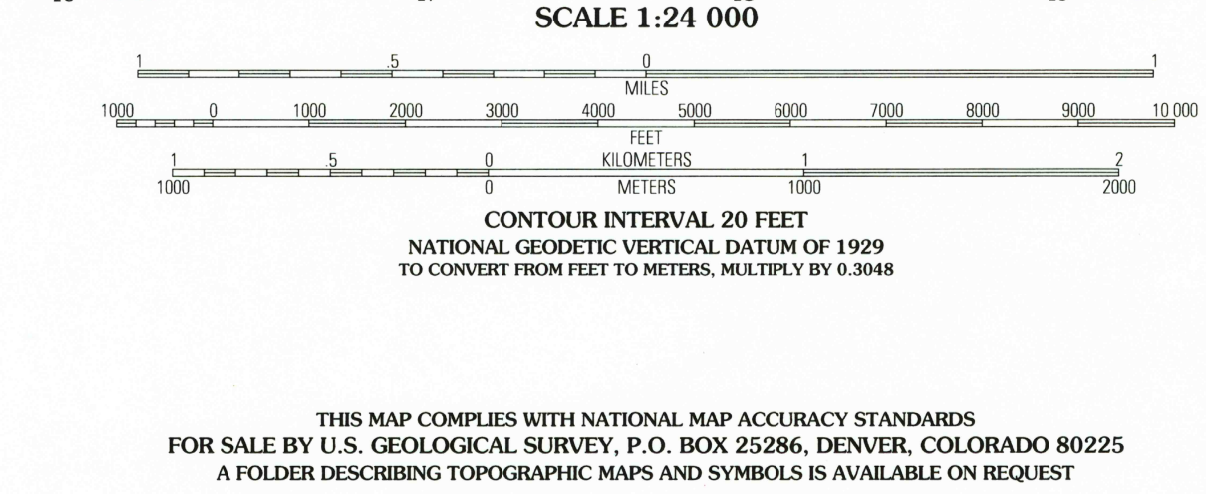 SCALE 1:24 000
1 .5 0 1
MILES
1000 0 1000 2000 3000 4000 5000 6000 7000 8000 9000 10 000
FEET
1 .5 0 KILOMETERS 1 2
1000 0 METERS 1000 2000
CONTOUR INTERVAL 20 FEET
NATIONAL GEODETIC VERTICAL DATUM OF 1929
TO CONVERT FROM FEET TO METERS, MULTIPLY BY 0.3048
THIS MAP COMPLIES WITH NATIONAL MAP ACCURACY STANDARDS
FOR SALE BY U.S. GEOLOGICAL SURVEY, P.O. BOX 25286, DENVER, COLORADO 80225
A FOLDER DESCRIBING TOPOGRAPHIC MAPS AND SYMBOLS IS AVAILABLE ON REQUEST